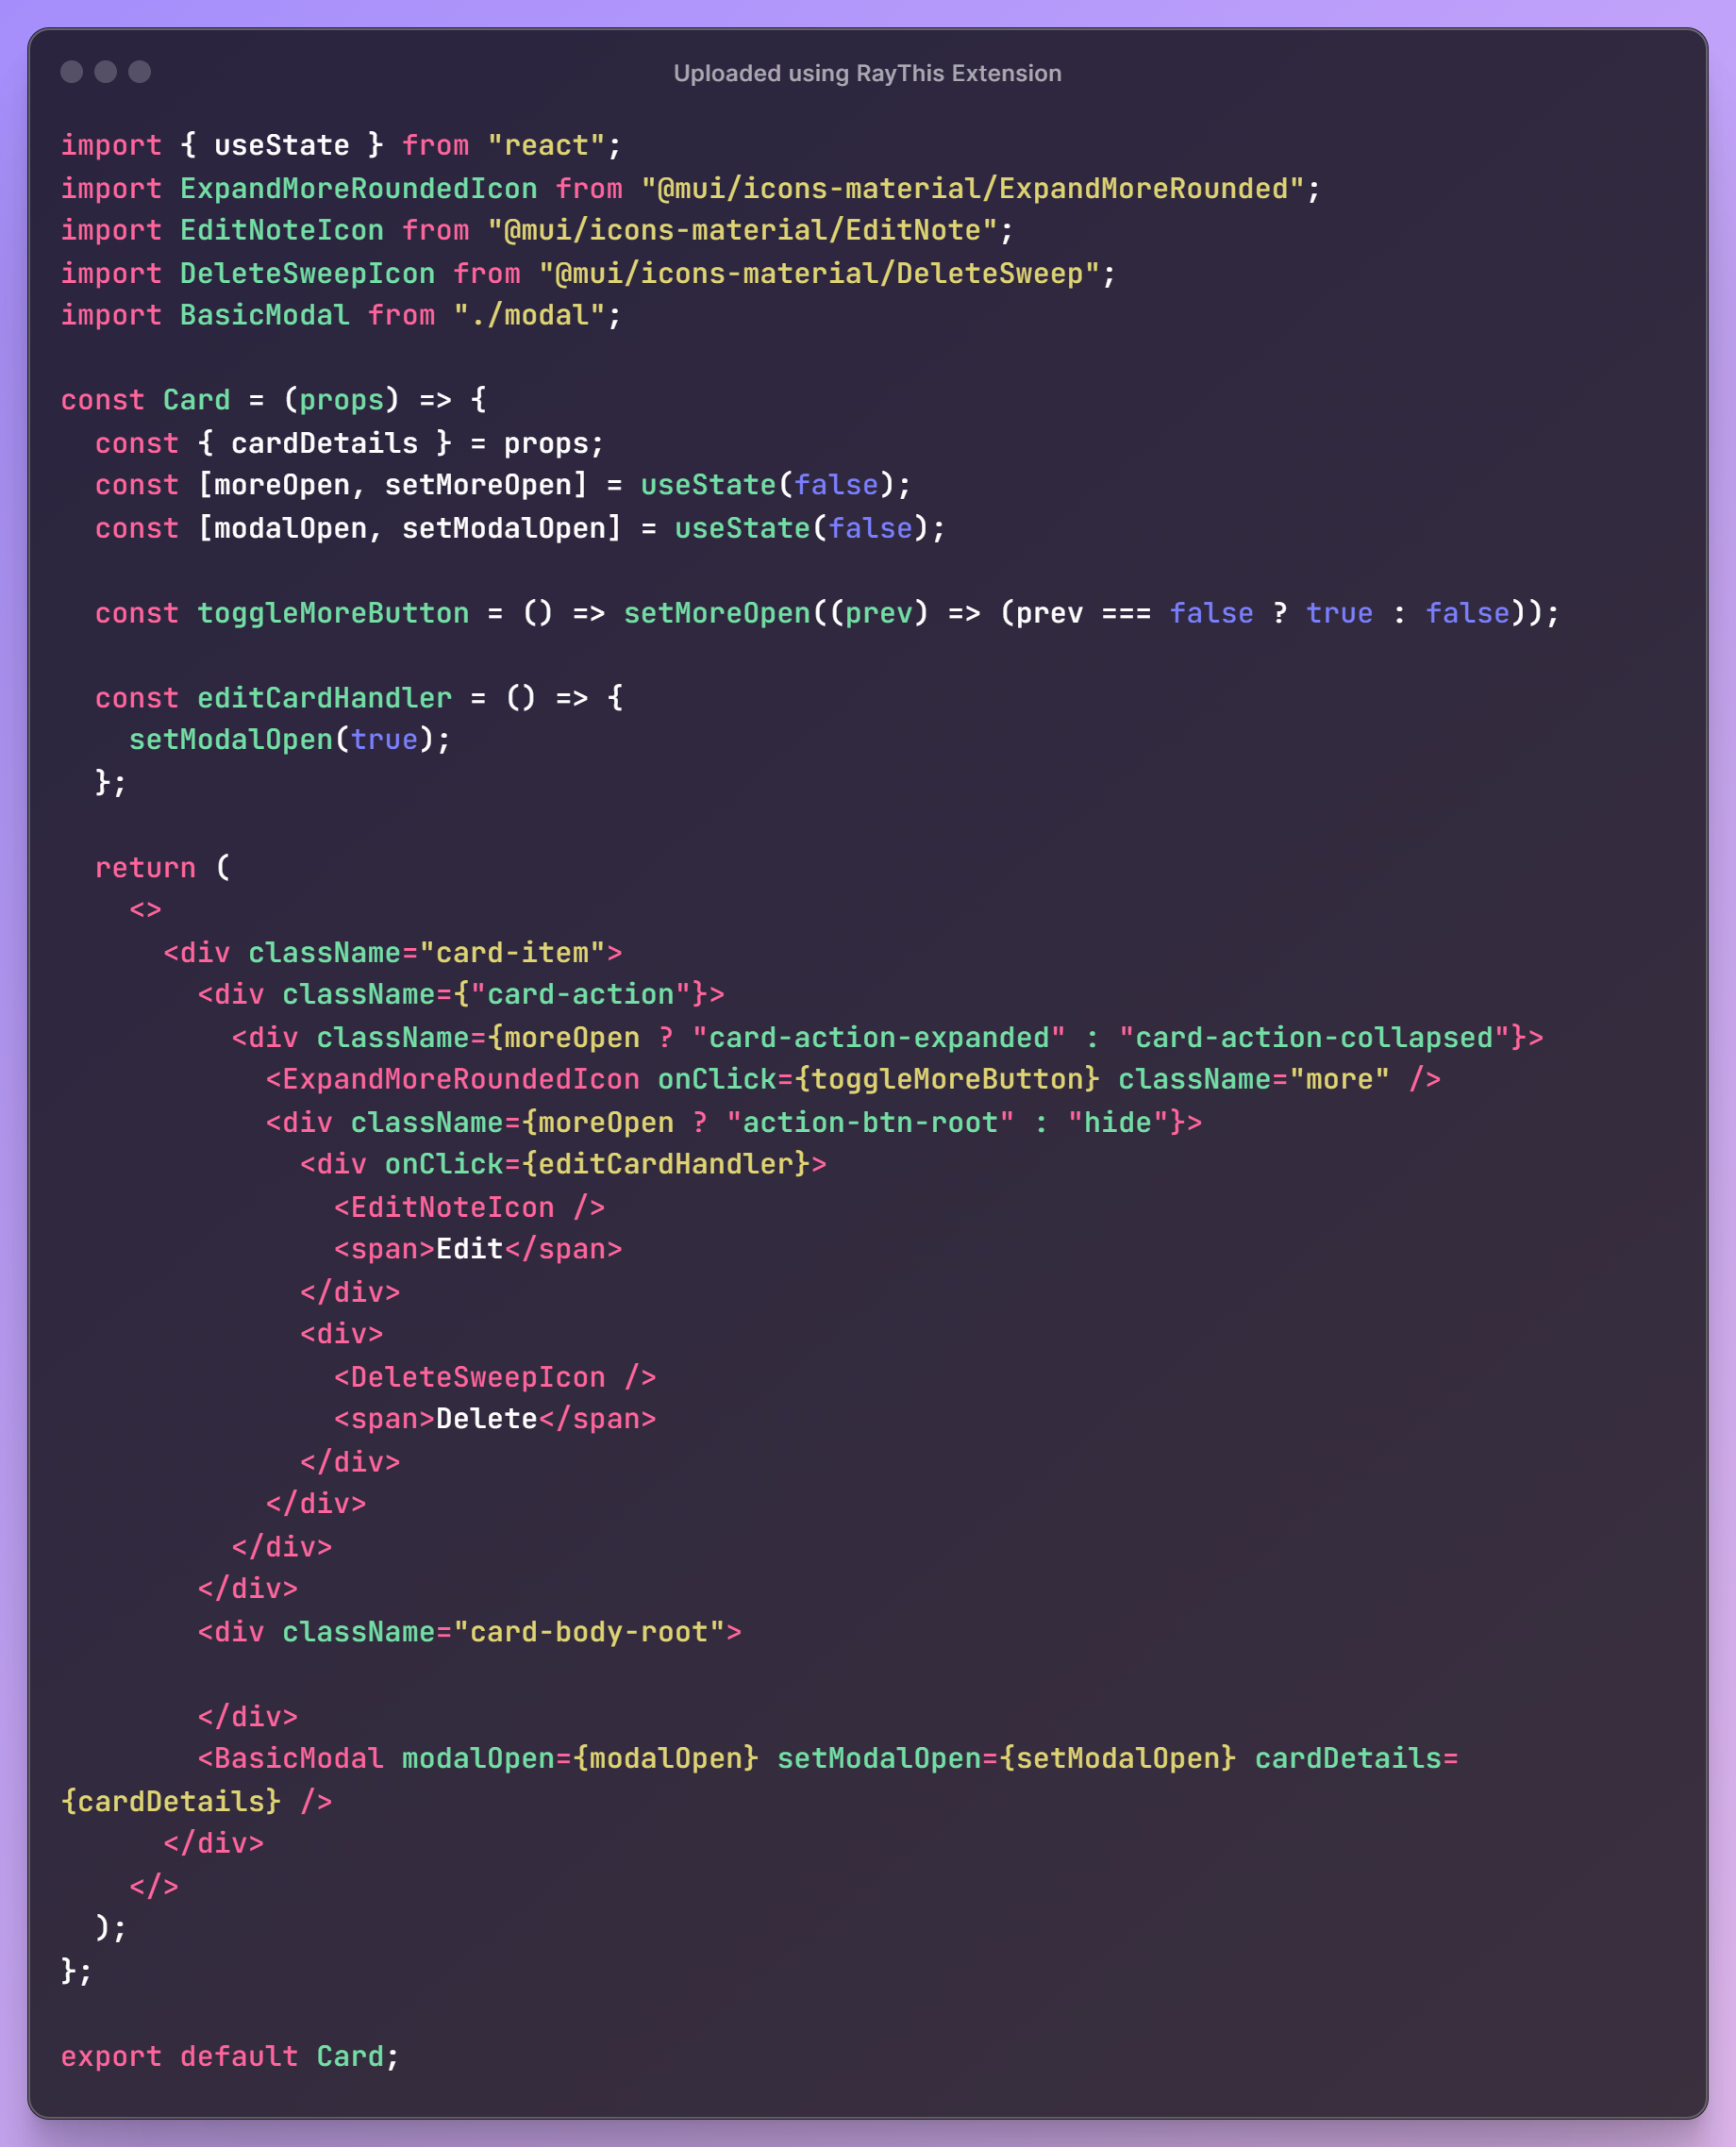 Uploaded using RayThis Extension
import { useState } from "react";
import ExpandMoreRoundedIcon from "@mui/icons-material/ExpandMoreRounded";
import EditNoteIcon from "@mui/icons-material/EditNote";
import DeleteSweepIcon from "@mui/icons-material/DeleteSweep";
import BasicModal from "./modal";

const Card = (props) => {
  const { cardDetails } = props;
  const [moreOpen, setMoreOpen] = useState(false);
  const [modalOpen, setModalOpen] = useState(false);

  const toggleMoreButton = () => setMoreOpen((prev) => (prev === false ? true : false));

  const editCardHandler = () => {
    setModalOpen(true);
  };

  return (
    <>
      <div className="card-item">
        <div className={"card-action"}>
          <div className={moreOpen ? "card-action-expanded" : "card-action-collapsed"}>
            <ExpandMoreRoundedIcon onClick={toggleMoreButton} className="more" />
            <div className={moreOpen ? "action-btn-root" : "hide"}>
              <div onClick={editCardHandler}>
                <EditNoteIcon />
                <span>Edit</span>
              </div>
              <div>
                <DeleteSweepIcon />
                <span>Delete</span>
              </div>
            </div>
          </div>
        </div>
        <div className="card-body-root">

        </div>
        <BasicModal modalOpen={modalOpen} setModalOpen={setModalOpen} cardDetails=
{cardDetails} />
      </div>
    </>
  );
};

export default Card;